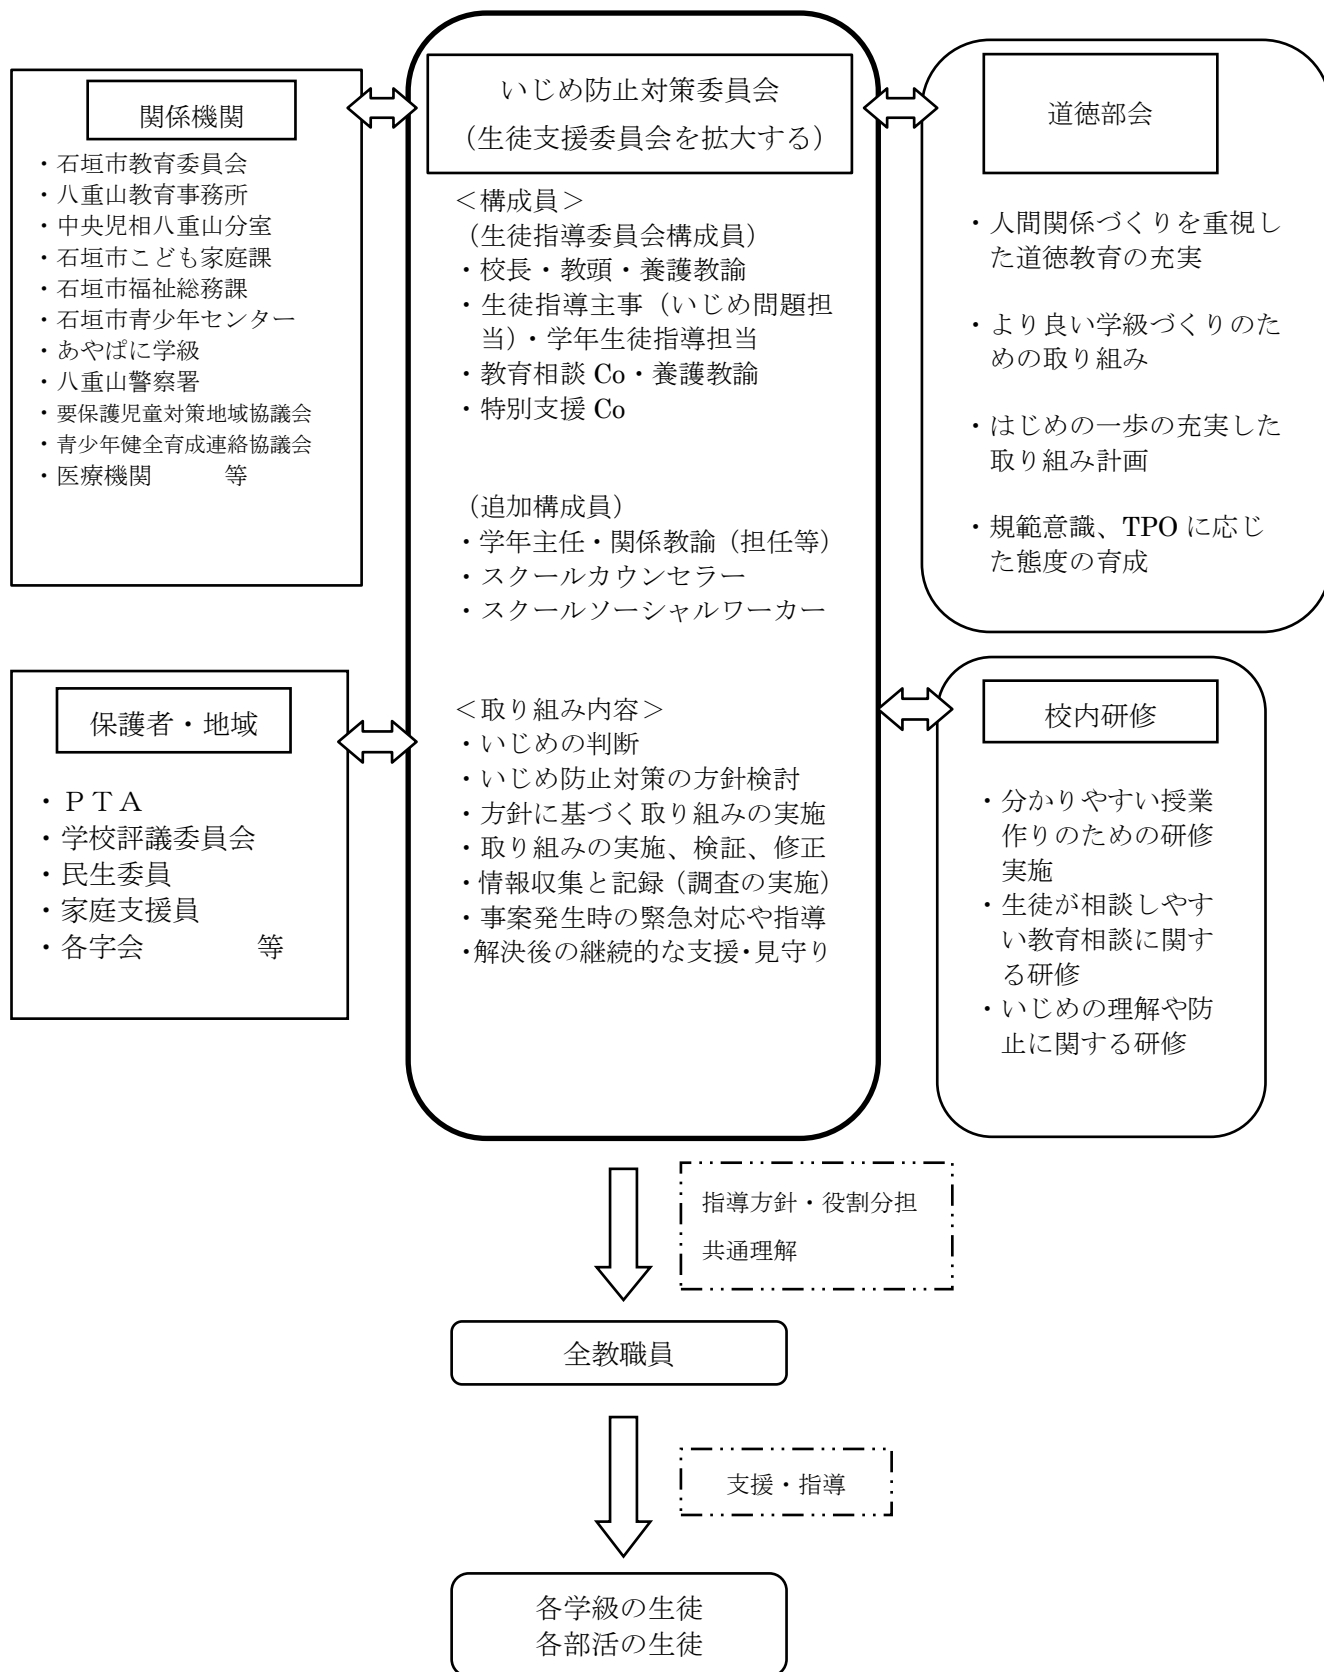 関係機関
・石垣市教育委員会
・八重山教育事務所
・中央児相八重山分室
・石垣市こども家庭課
・石垣市福祉総務課
・石垣市青少年センター
・あやぱに学級
・八重山警察署
・要保護児童対策地域協議会
・青少年健全育成連絡協議会
・医療機関　　　等
保護者・地域
・ＰＴＡ
・学校評議委員会
・民生委員
・家庭支援員
・各字会　　　　等
いじめ防止対策委員会
（生徒支援委員会を拡大する）
＜構成員＞
（生徒指導委員会構成員）
・校長・教頭・養護教諭
・生徒指導主事（いじめ問題担
当）・学年生徒指導担当
・教育相談 Co・養護教諭
・特別支援 Co
（追加構成員）
・学年主任・関係教諭（担任等）
・スクールカウンセラー
・スクールソーシャルワーカー
＜取り組み内容＞
・いじめの判断
・いじめ防止対策の方針検討
・方針に基づく取り組みの実施
・取り組みの実施、検証、修正
・情報収集と記録（調査の実施）
・事案発生時の緊急対応や指導
・解決後の継続的な支援・見守り
道徳部会
・人間関係づくりを重視し
た道徳教育の充実
・より良い学級づくりのた
めの取り組み
・はじめの一歩の充実した
取り組み計画
・規範意識、TPO に応じ
た態度の育成
校内研修
・分かりやすい授業
作りのための研修
実施
・生徒が相談しやす
い教育相談に関す
る研修
・いじめの理解や防
止に関する研修
指導方針・役割分担
共通理解
全教職員
支援・指導
各学級の生徒
各部活の生徒